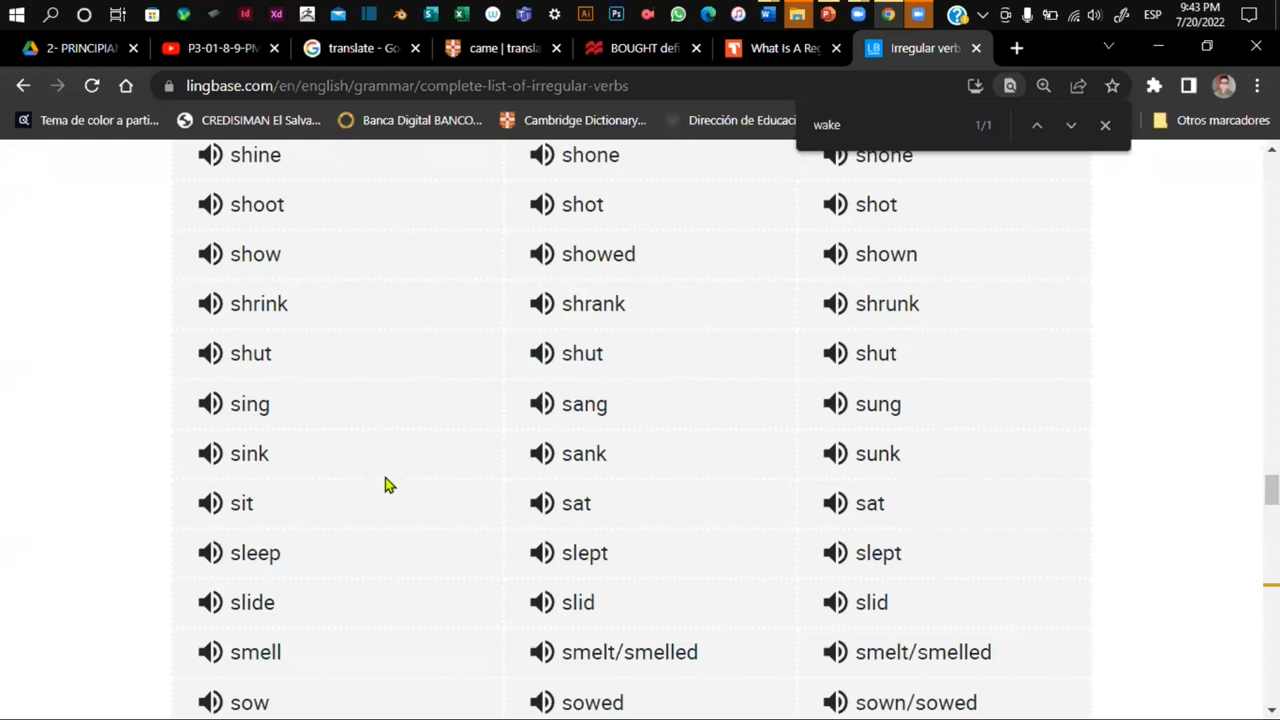 9:43 PM
ESP
7/20/2022
2- PRINCIPIAN
P3-01-8-9-PM
translate - Go
came | transla
BOUGHT defi
What Is A Reg
Irregular verb
lingbase.com/en/english/grammar/complete-list-of-irregular-verbs
Tema de color a parti...
CREDISIMAN El Salva...
Banca Digital BANCO...
Cambridge Dictionary...
Dirección de Educaci
Otros marcadores
wake
1/1
shine shone shone
shoot shot shot
show showed shown
shrink shrank shrunk
shut shut shut
sing sang sung
sink sank sunk
sit sat sat
sleep slept slept
slide slid slid
smell smelt/smelled smelt/smelled
sow sowed sown/sowed